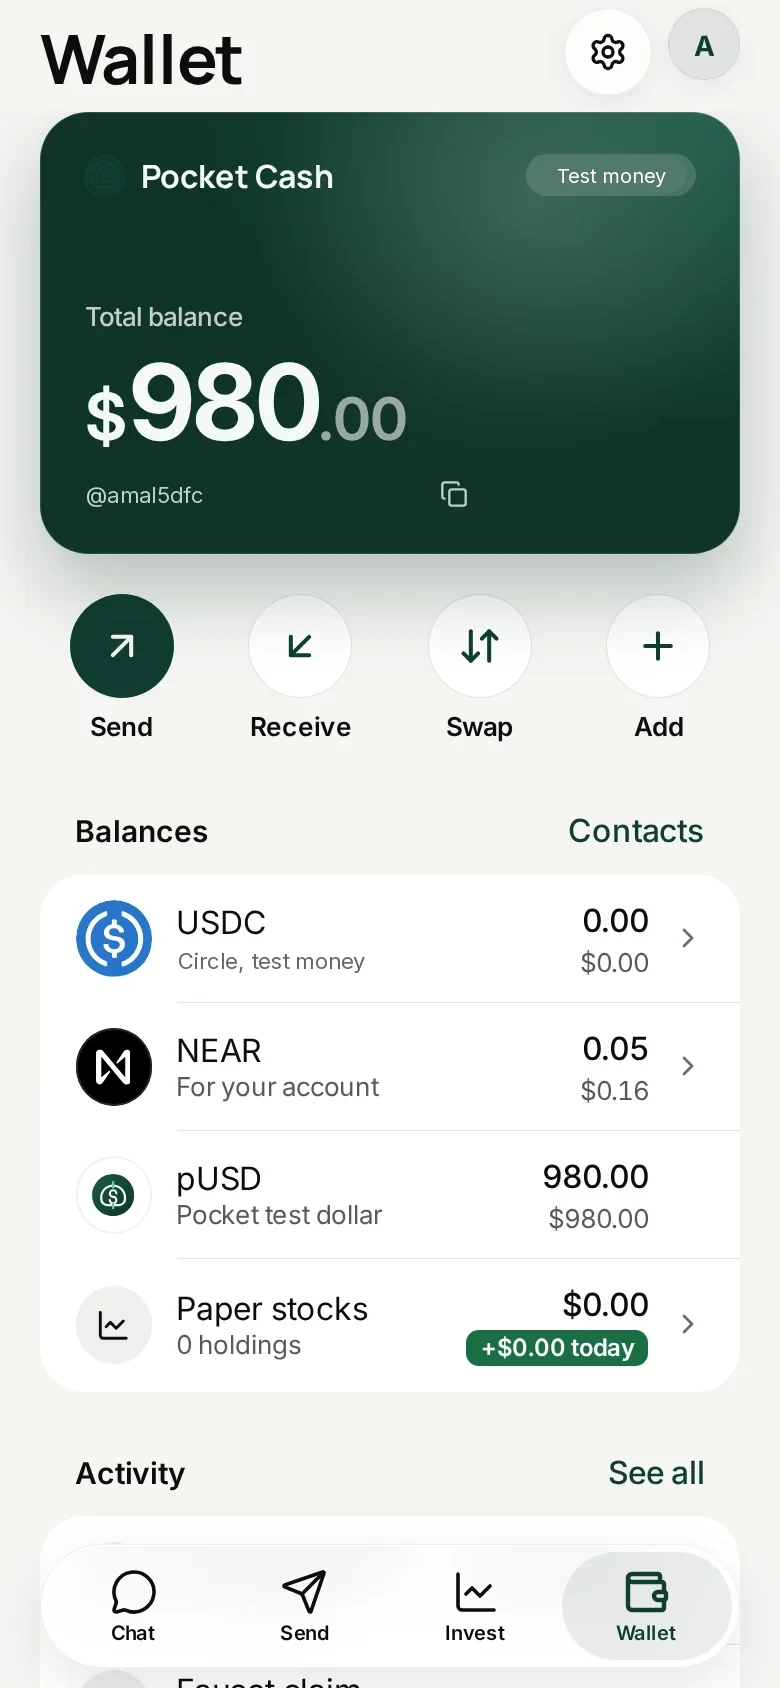 Wallet
A
Pocket Cash
Test money
Total balance
$980.00
@amal5dfc
Send
Receive
Swap
Add
Balances
Contacts
USDC
0.00
Circle, test money
$0.00
NEAR
0.05
For your account
$0.16
pUSD
980.00
Pocket test dollar
$980.00
Paper stocks
$0.00
0 holdings
+$0.00 today
Activity
See all
Chat
Send
Invest
Wallet
Faucet claim